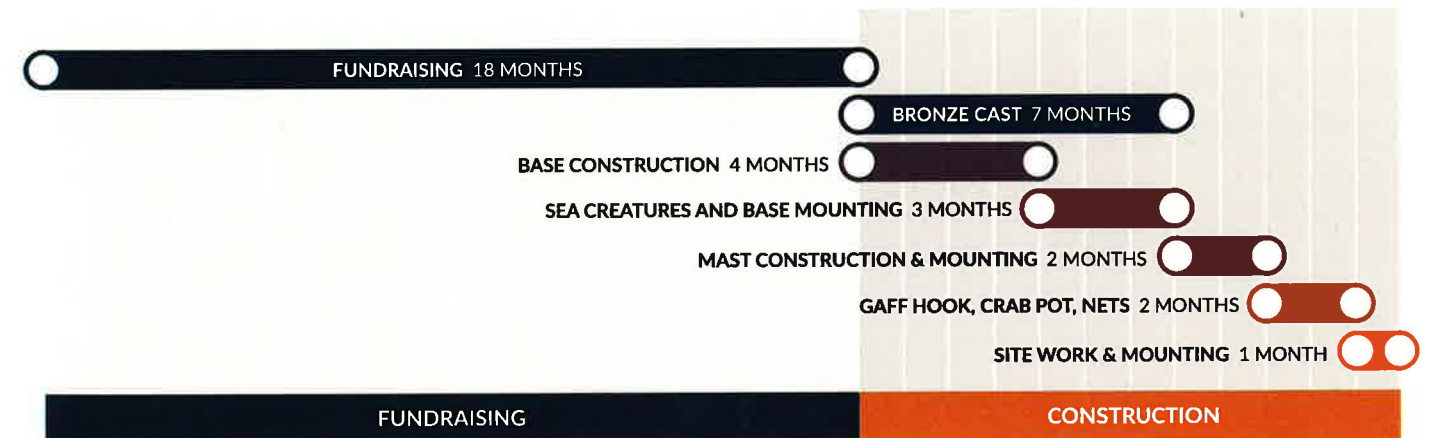 FUNDRAISING 18 MONTHS
BRONZE CAST 7 MONTHS
BASE CONSTRUCTION 4 MONTHS
SEA CREATURES AND BASE MOUNTING 3 MONTHS
MAST CONSTRUCTION & MOUNTING 2 MONTHS
GAFF HOOK, CRAB POT, NETS 2 MONTHS
SITE WORK & MOUNTING 1 MONTH
FUNDRAISING CONSTRUCTION